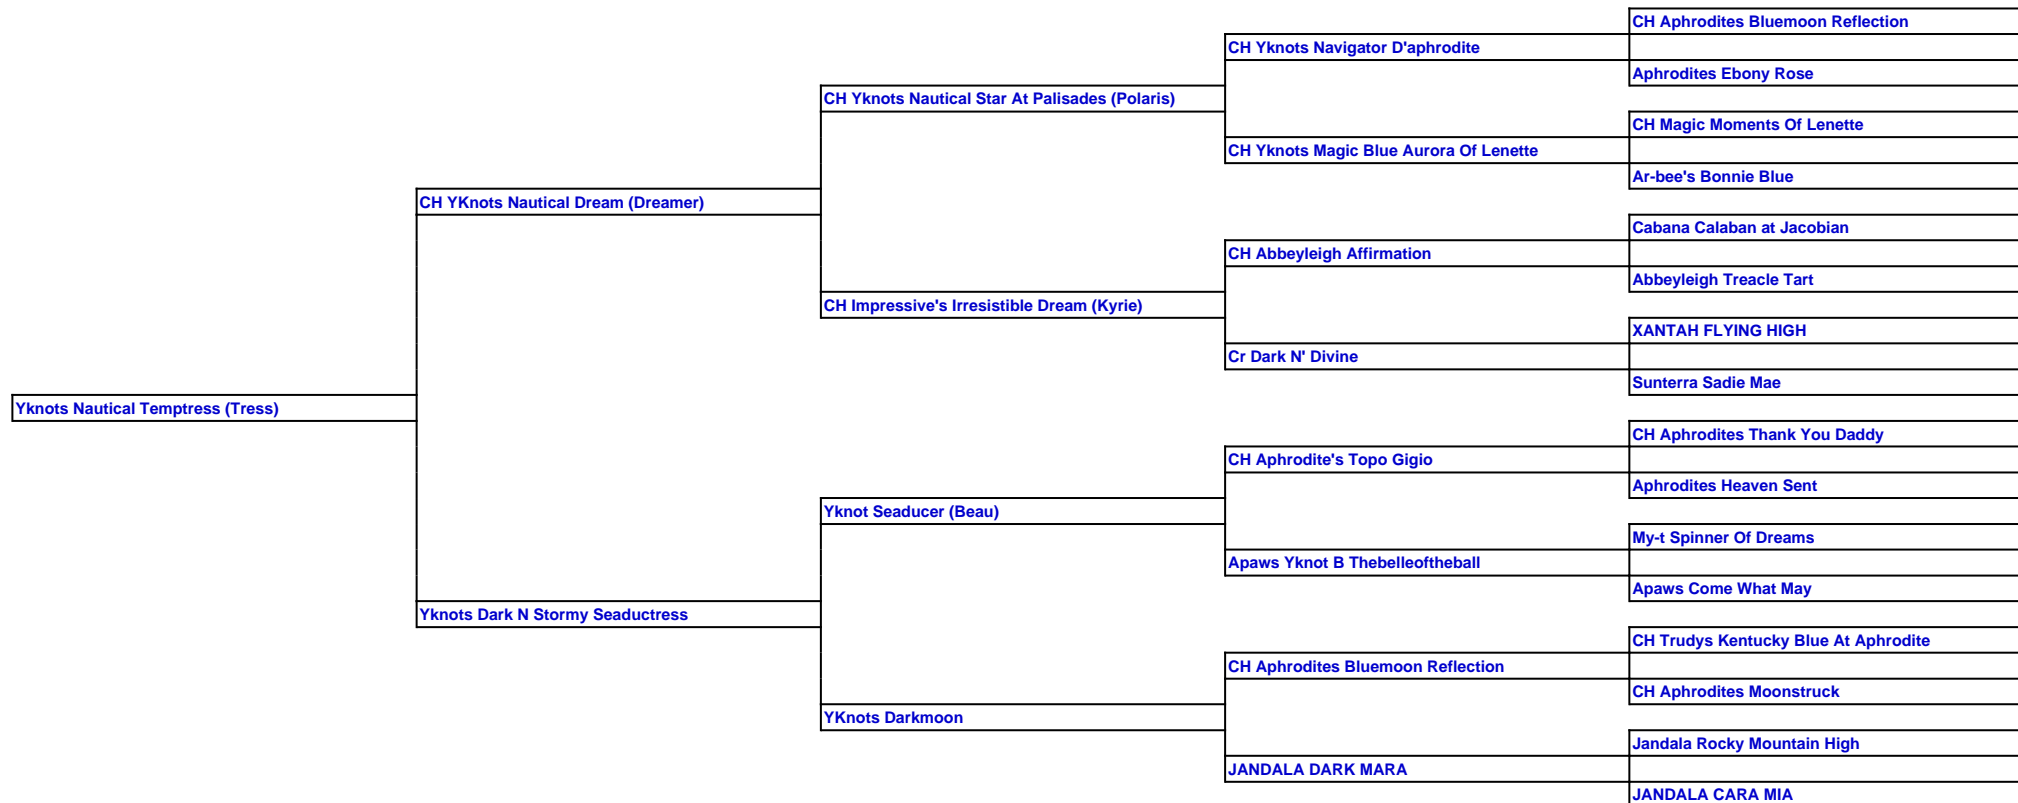 CH Aphrodites Bluemoon Reflection
CH Yknots Navigator D'aphrodite
Aphrodites Ebony Rose
CH Yknots Nautical Star At Palisades (Polaris)
CH Magic Moments Of Lenette
CH Yknots Magic Blue Aurora Of Lenette
Ar-bee's Bonnie Blue
CH YKnots Nautical Dream (Dreamer)
Cabana Calaban at Jacobian
CH Abbeyleigh Affirmation
Abbeyleigh Treacle Tart
CH Impressive's Irresistible Dream (Kyrie)
XANTAH FLYING HIGH
Cr Dark N' Divine
Sunterra Sadie Mae
Yknots Nautical Temptress (Tress)
CH Aphrodites Thank You Daddy
CH Aphrodite's Topo Gigio
Aphrodites Heaven Sent
Yknot Seaducer (Beau)
My-t Spinner Of Dreams
Apaws Yknot B Thebelleoftheball
Apaws Come What May
Yknots Dark N Stormy Seaductress
CH Trudys Kentucky Blue At Aphrodite
CH Aphrodites Bluemoon Reflection
CH Aphrodites Moonstruck
YKnots Darkmoon
Jandala Rocky Mountain High
JANDALA DARK MARA
JANDALA CARA MIA